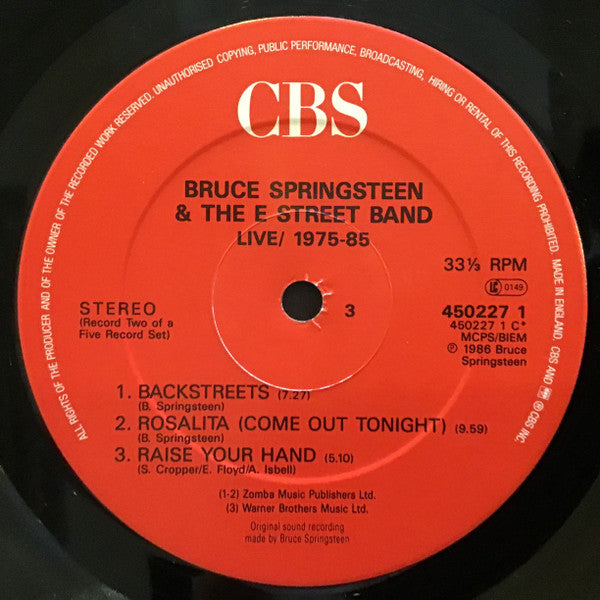 ALL RIGHTS OF THE PRODUCER AND OF THE OWNER OF THE RECORDED WORK RESERVED. UNAUTHORISED COPYING, PUBLIC PERFORMANCE, BROADCASTING, HIRING OR RENTAL OF THIS RECORDING PROHIBITED. MADE IN ENGLAND. CBS AND ® CBS INC.
CBS
BRUCE SPRINGSTEEN
& THE E STREET BAND
LIVE/ 1975-85
33⅓ RPM
LC 0149
STEREO
(Record Two of a
Five Record Set)
3
450227 1
450227 1 C*
MCPS/BIEM
℗ 1986 Bruce
Springsteen
1. BACKSTREETS (7.27)
(B. Springsteen)
2. ROSALITA (COME OUT TONIGHT) (9.59)
(B. Springsteen)
3. RAISE YOUR HAND (5.10)
(S. Cropper/E. Floyd/A. Isbell)
(1-2) Zomba Music Publishers Ltd.
(3) Warner Brothers Music Ltd.
Original sound recording
made by Bruce Springsteen